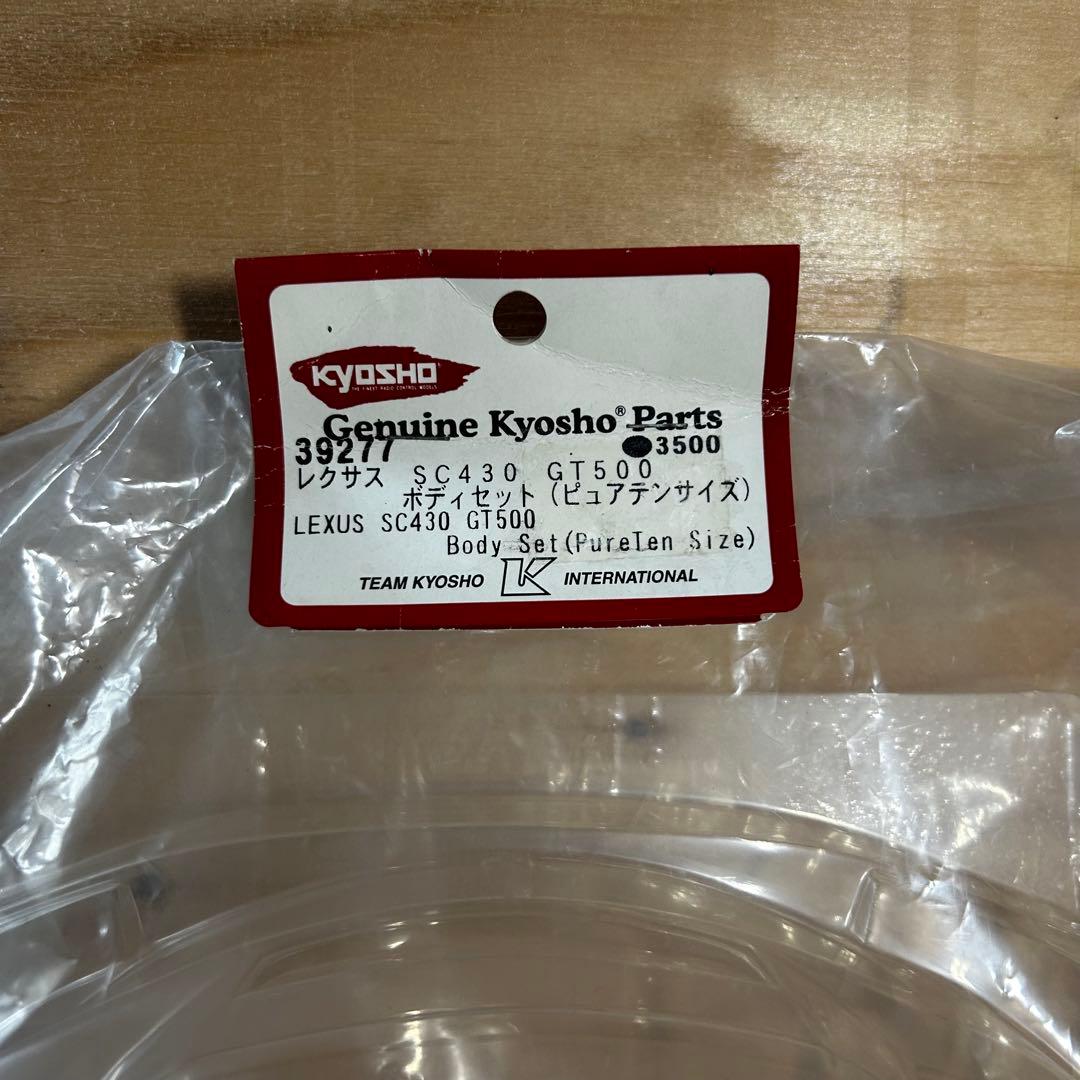 KYOSHO
THE FINEST RADIO CONTROL MODELS
Genuine Kyosho® Parts
39277 ●3500
レクサス SC430 GT500
ボディセット(ピュアテンサイズ)
LEXUS SC430 GT500
Body Set(PureTen Size)
TEAM KYOSHO K INTERNATIONAL